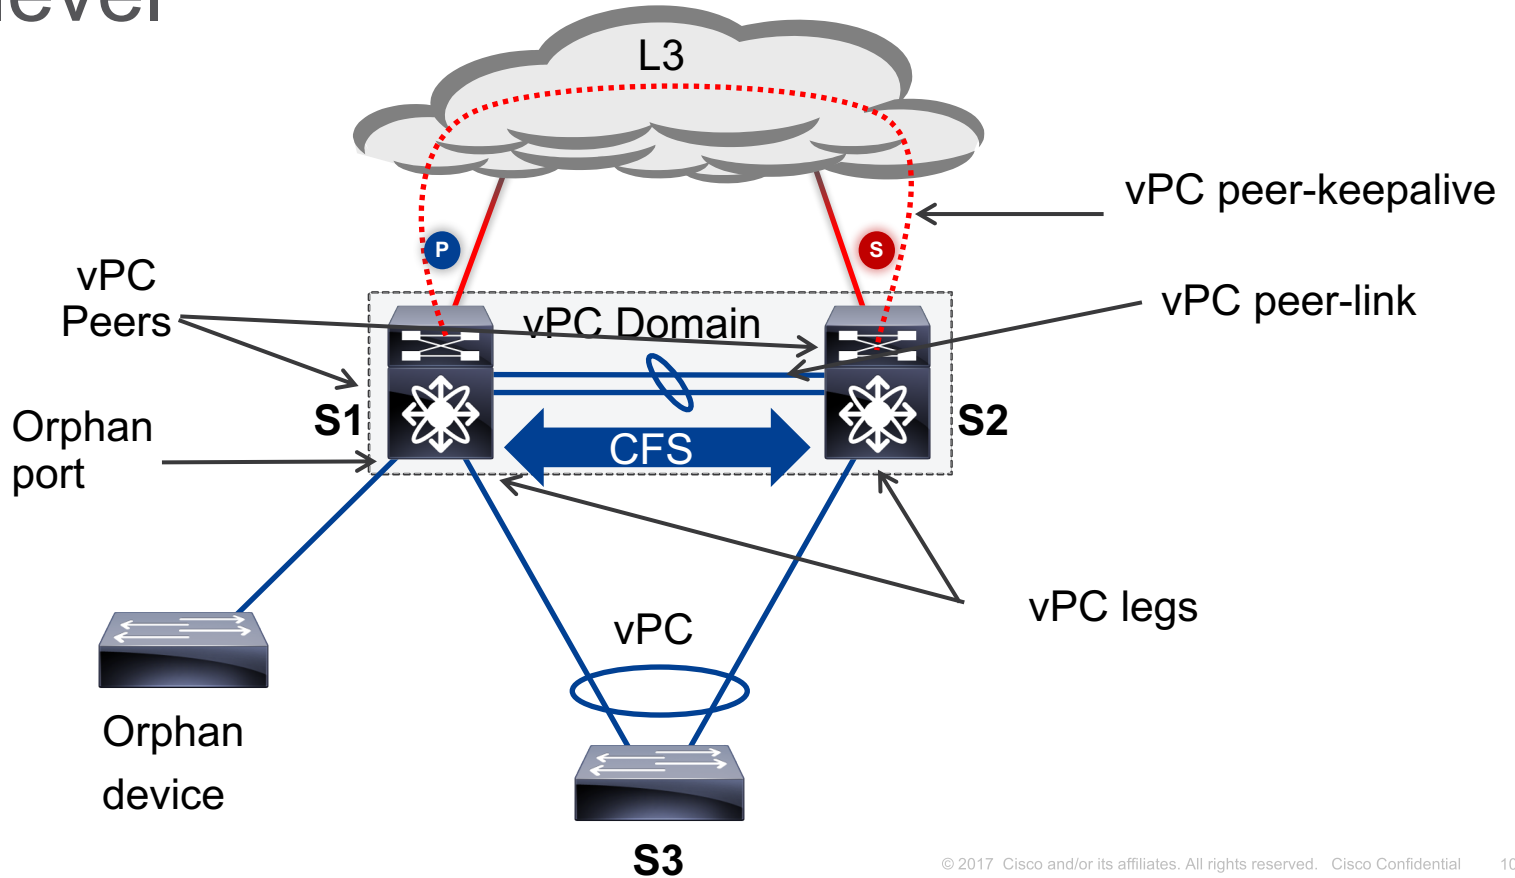 L3
vPC peer-keepalive
P
S
vPC
Peers
vPC Domain
vPC peer-link
Orphan
port
S1
S2
CFS
vPC legs
vPC
Orphan
device
S3
© 2017 Cisco and/or its affiliates. All rights reserved. Cisco Confidential